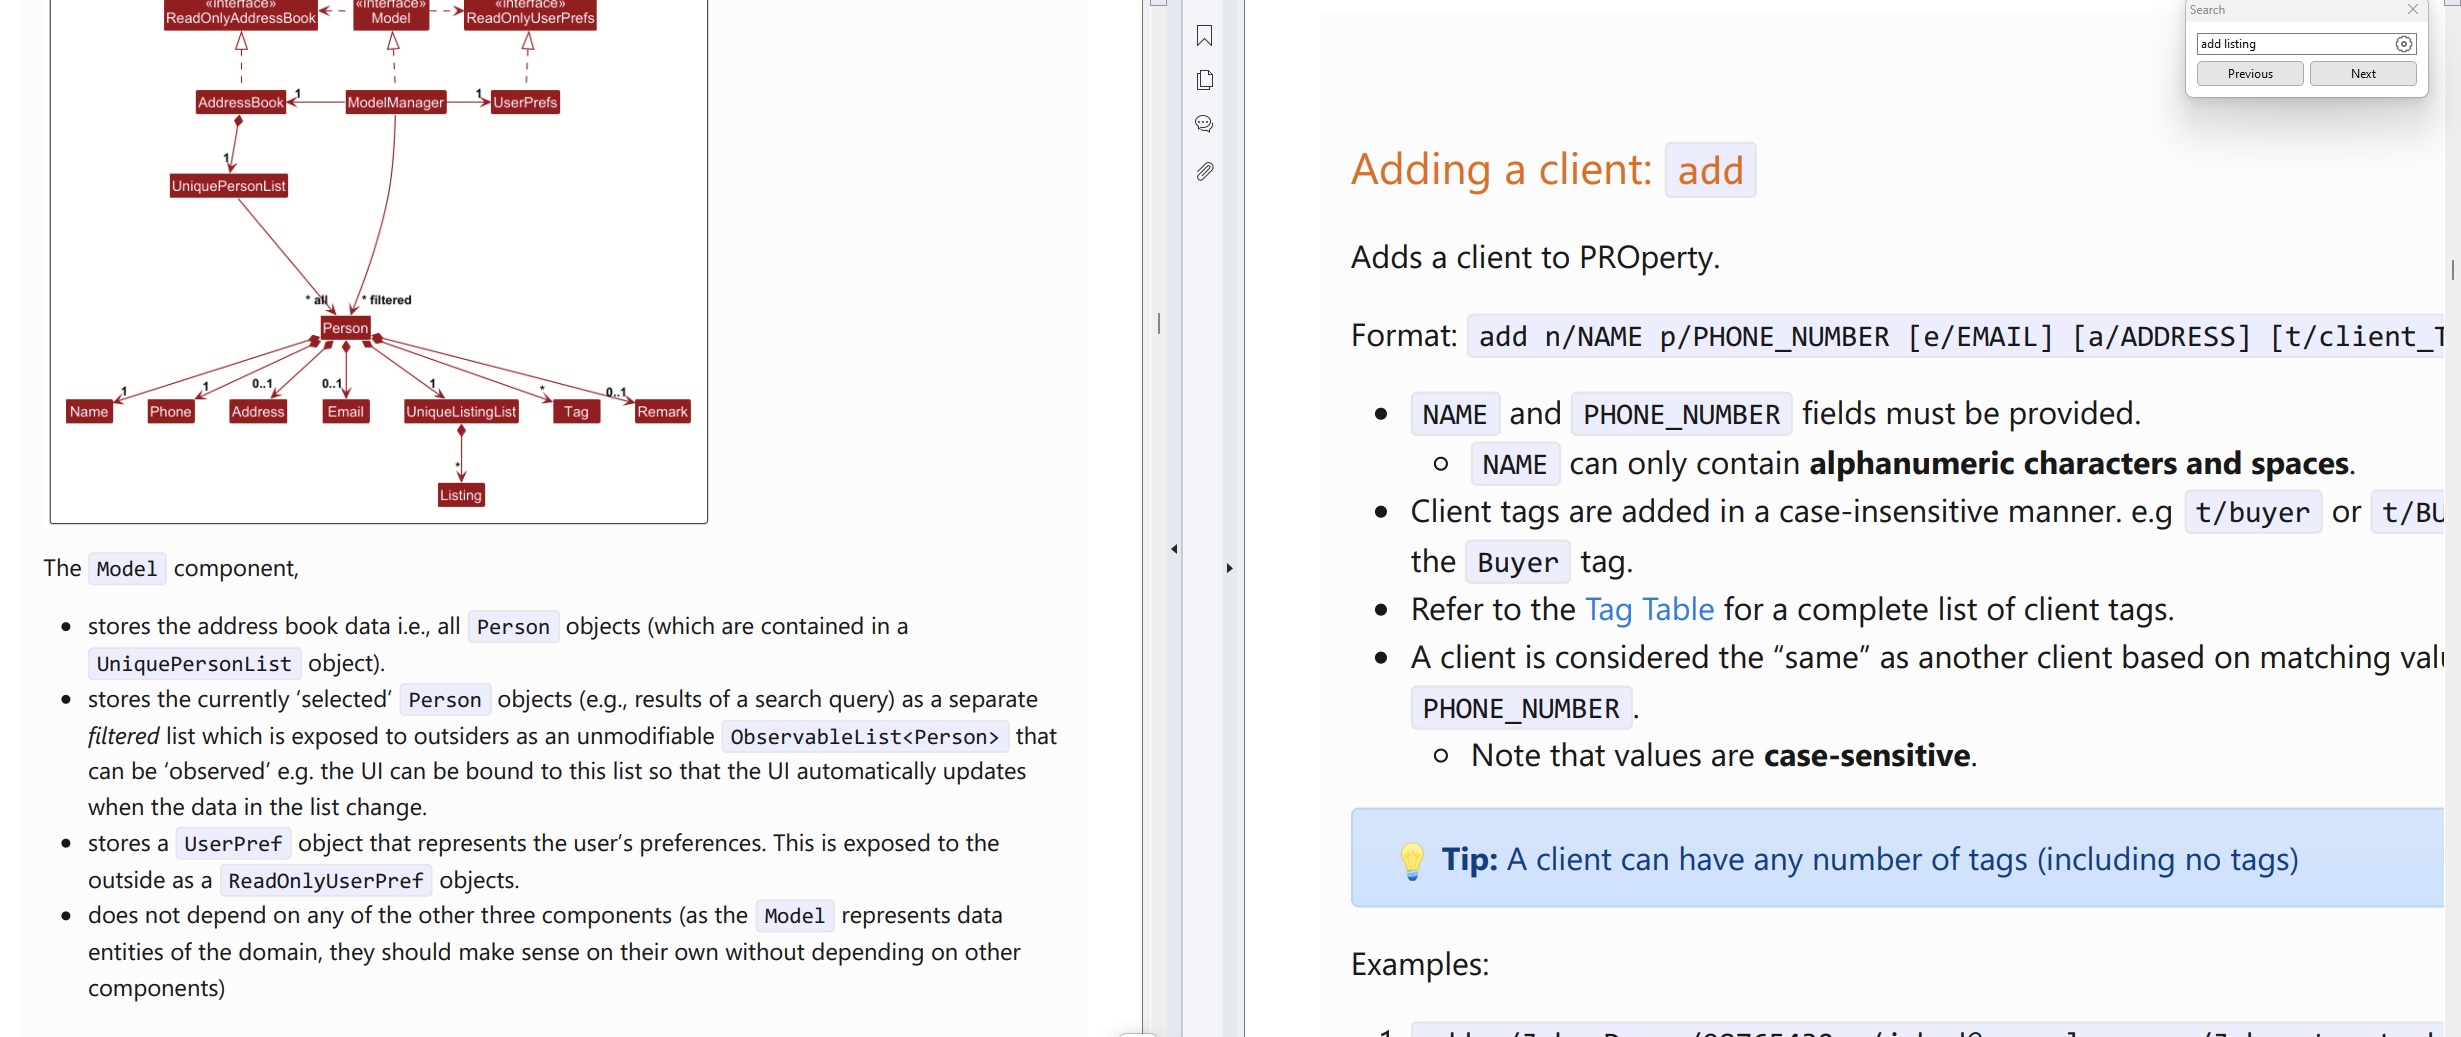 «interface»
ReadOnlyAddressBook
«interface»
Model
«interface»
ReadOnlyUserPrefs
AddressBook
1
ModelManager
1
UserPrefs
1
UniquePersonList
* all
* filtered
Person
1
1
0..1
0..1
1
*
0..1
Name
Phone
Address
Email
UniqueListingList
Tag
Remark
*
Listing
The Model component,
• stores the address book data i.e., all Person objects (which are contained in a
UniquePersonList object).
• stores the currently ‘selected’ Person objects (e.g., results of a search query) as a separate
filtered list which is exposed to outsiders as an unmodifiable ObservableList<Person> that
can be ‘observed’ e.g. the UI can be bound to this list so that the UI automatically updates
when the data in the list change.
• stores a UserPref object that represents the user’s preferences. This is exposed to the
outside as a ReadOnlyUserPref objects.
• does not depend on any of the other three components (as the Model represents data
entities of the domain, they should make sense on their own without depending on other
components)
Search
add listing
Previous
Next
Adding a client: add
Adds a client to PROperty.
Format: add n/NAME p/PHONE_NUMBER [e/EMAIL] [a/ADDRESS] [t/client_T
• NAME and PHONE_NUMBER fields must be provided.
○ NAME can only contain alphanumeric characters and spaces.
• Client tags are added in a case-insensitive manner. e.g t/buyer or t/BU
the Buyer tag.
• Refer to the Tag Table for a complete list of client tags.
• A client is considered the “same” as another client based on matching
PHONE_NUMBER.
○ Note that values are case-sensitive.
Tip: A client can have any number of tags (including no tags)
Examples: